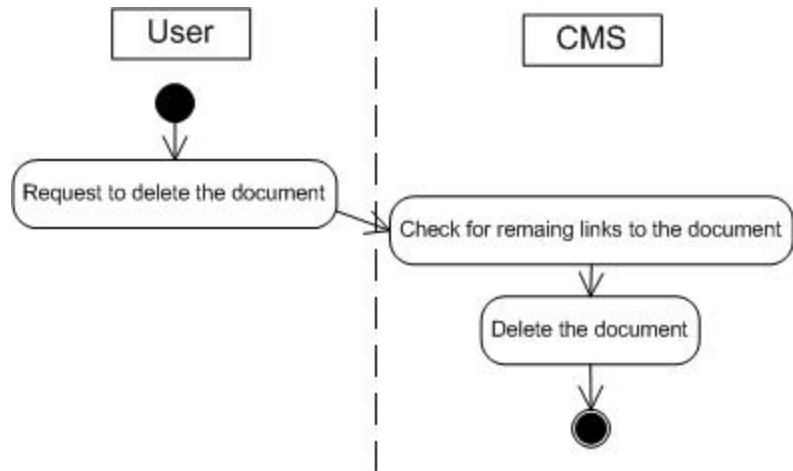 User
CMS
Request to delete the document
Check for remaing links to the document
Delete the document